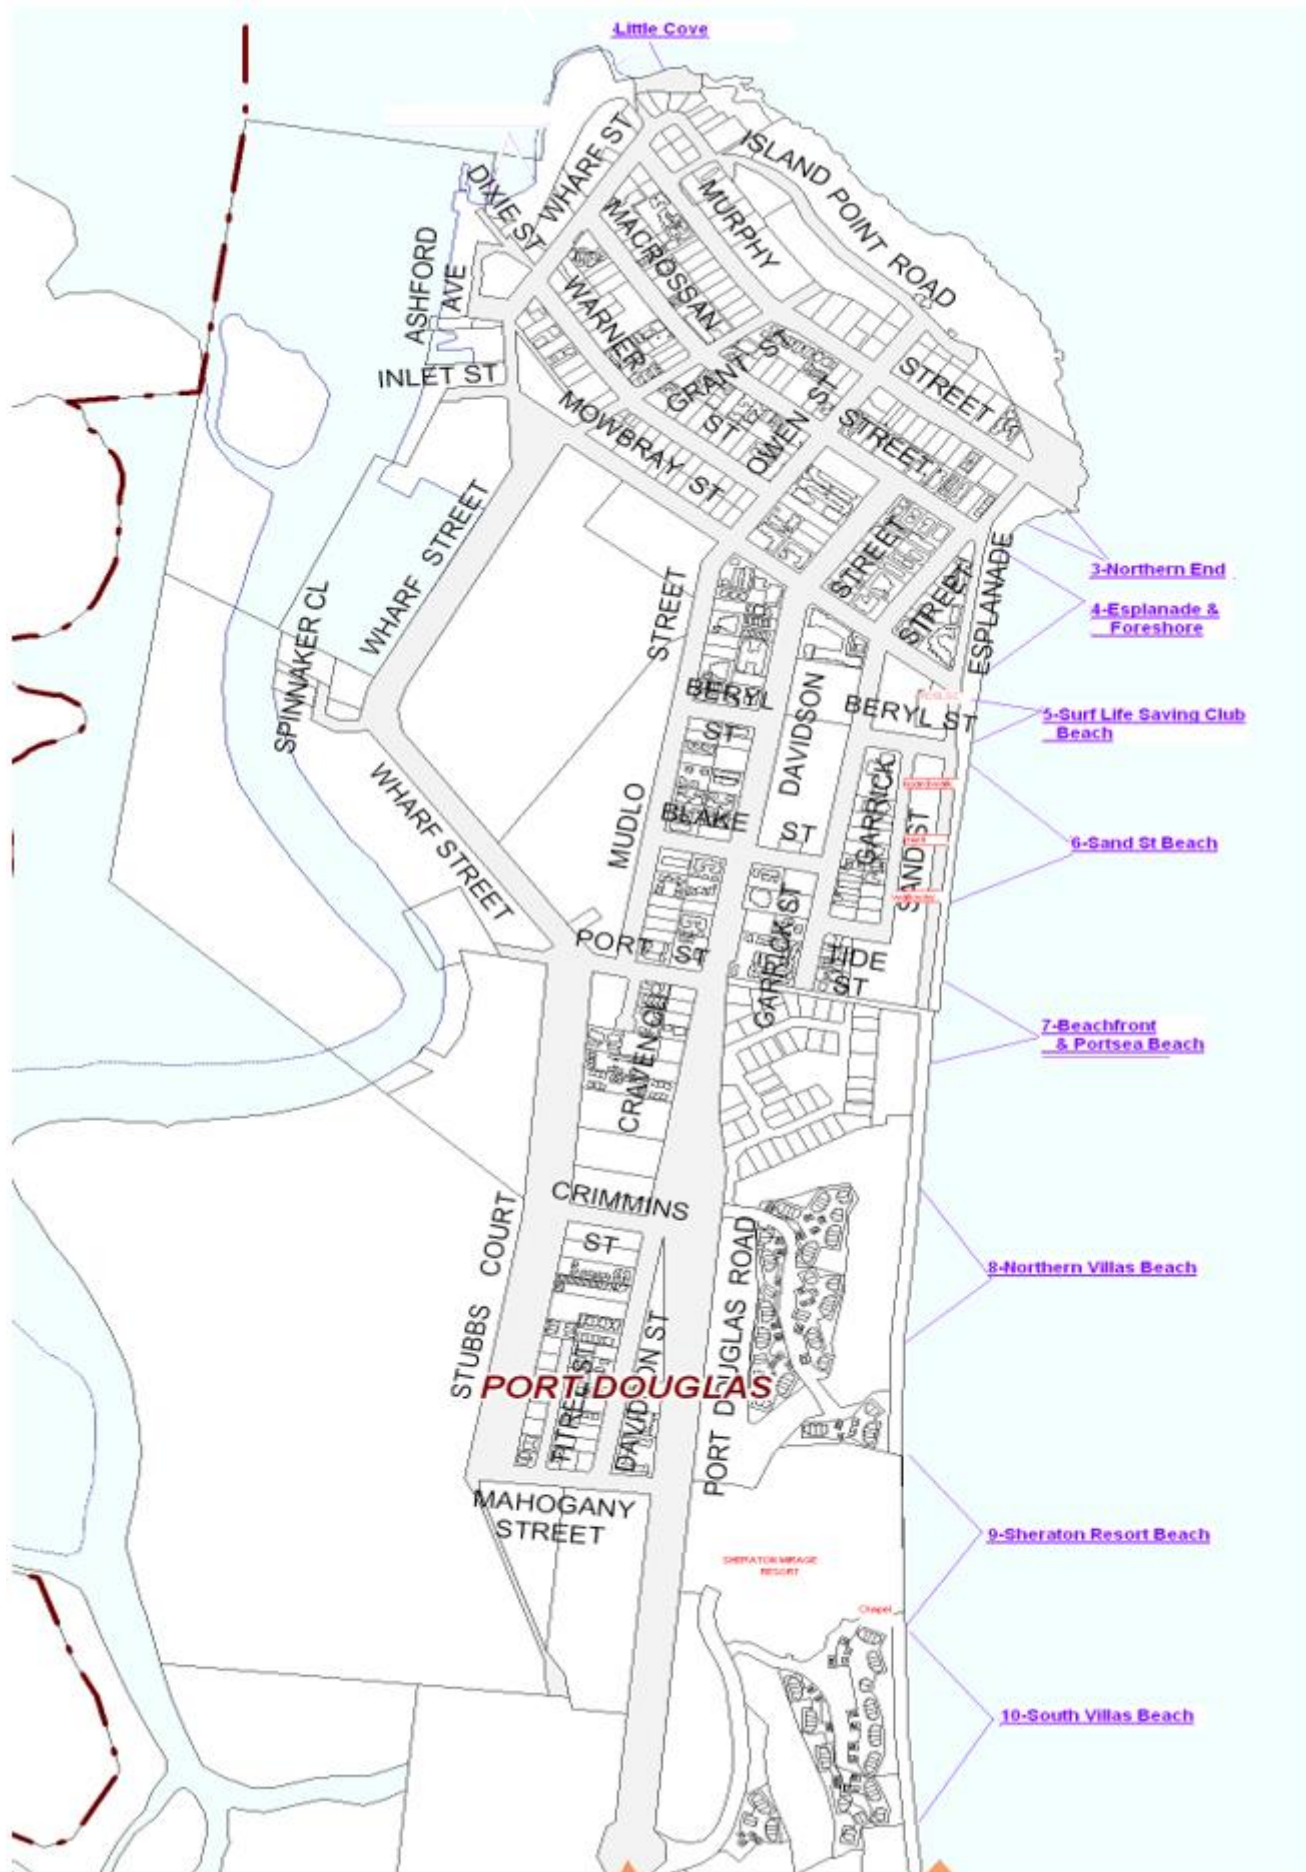 Little Cove
ISLAND POINT ROAD
WHARF ST
DIXIE ST
MURPHY
MACROSSAN
ASHFORD
AVE
WARNER
INLET ST
GRANT ST
STREET
MOWBRAY ST
ST
OWEN
ST
STREET
WHARF STREET
STREET
STREET
ESPLANADE
3-Northern End
4-Esplanade &
Foreshore
SPINNAKER CL
STREET
BERYL
ST
DAVIDSON
BERYL ST
5-Surf Life Saving Club
Beach
WHARF STREET
MUDLO
BLAKE
ST
GARRICK
SAND ST
6-Sand St Beach
PORT
ST
GARRICK ST
TIDE
ST
CRAVEN CL
7-Beachfront
& Portsea Beach
CRIMMINS
ST
STUBBS COURT
PORT DOUGLAS ROAD
8-Northern Villas Beach
PORT DOUGLAS
TI TREE ST
DAVIDSON ST
MAHOGANY
STREET
9-Sheraton Resort Beach
SHERATON MIRAGE
RESORT
Chapel
10-South Villas Beach